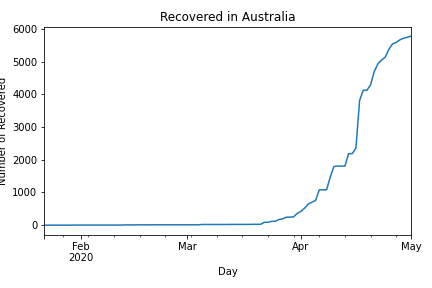 Recovered in Australia
Number of Recovered
6000
5000
4000
3000
2000
1000
0
Feb
2020
Mar
Apr
May
Day